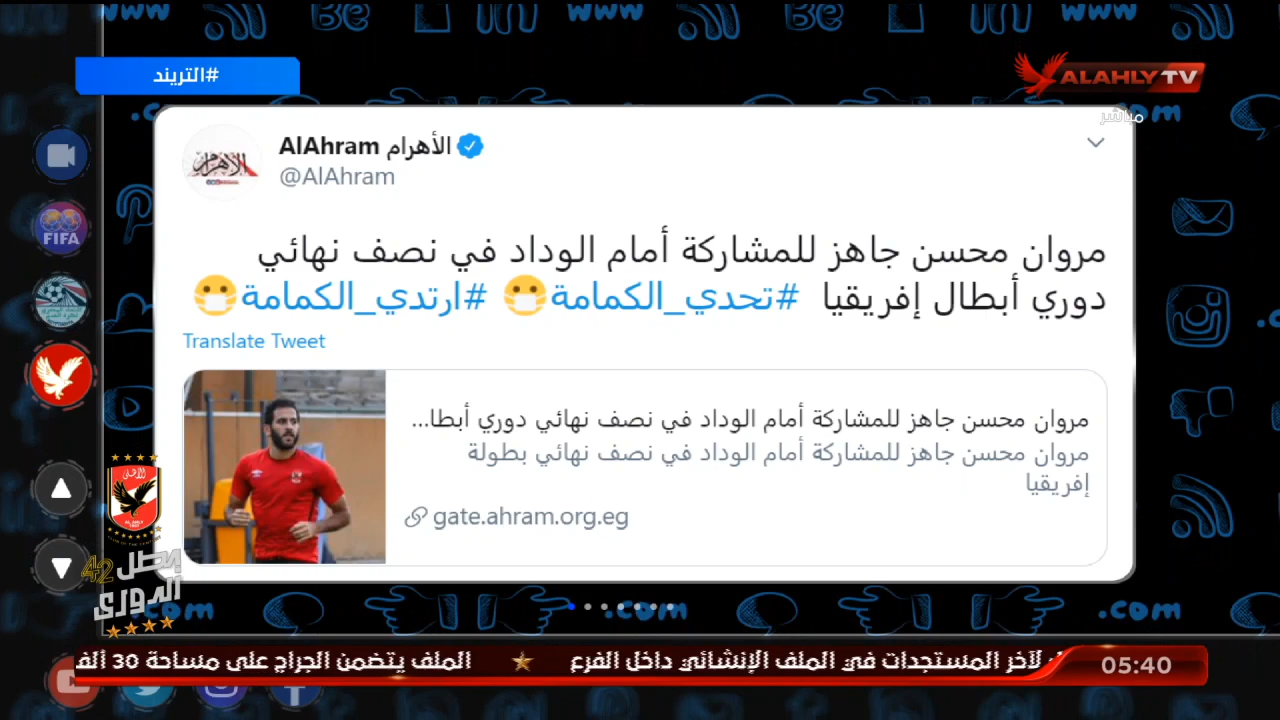 #التريند
ALAHLY TV
مباشر
AlAhram الأهرام
@AlAhram
مروان محسن جاهز للمشاركة أمام الوداد في نصف نهائي
دوري أبطال إفريقيا #تحدي_الكمامة😷 #ارتدي_الكمامة😷
Translate Tweet
مروان محسن جاهز للمشاركة أمام الوداد في نصف نهائي دوري أبطا...
مروان محسن جاهز للمشاركة أمام الوداد في نصف نهائي بطولة
إفريقيا
gate.ahram.org.eg
FIFA
بطل 42
الدورى
لآخر المستجدات في الملف الإنشائي داخل الفرع ★ الملف يتضمن الجراج على مساحة 30 ألف
05:40